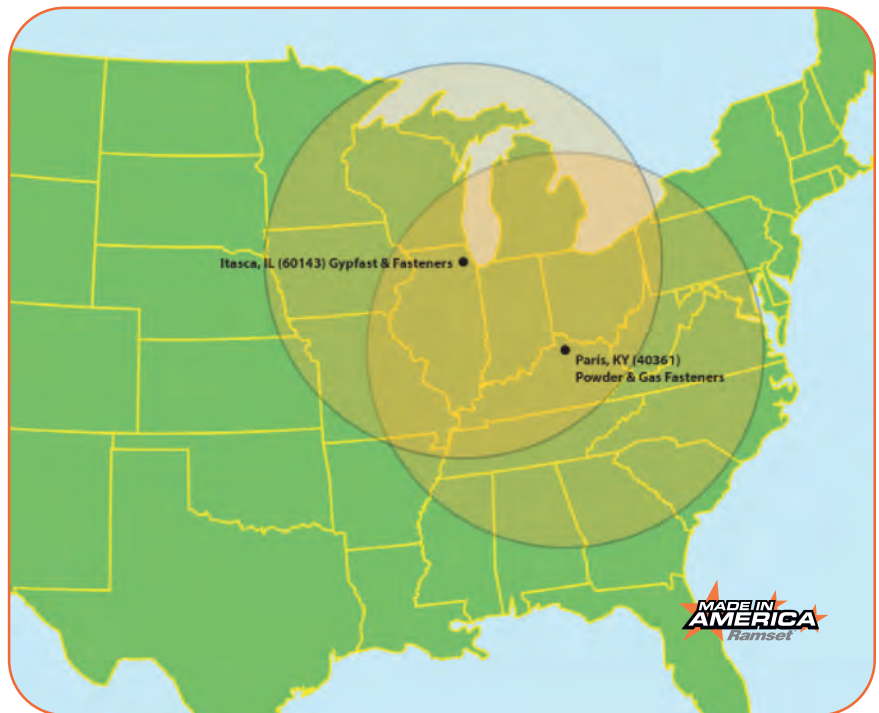 Itasca, IL (60143) Gypfast & Fasteners
Paris, KY (40361)
Powder & Gas Fasteners
MADE IN
AMERICA
Ramset